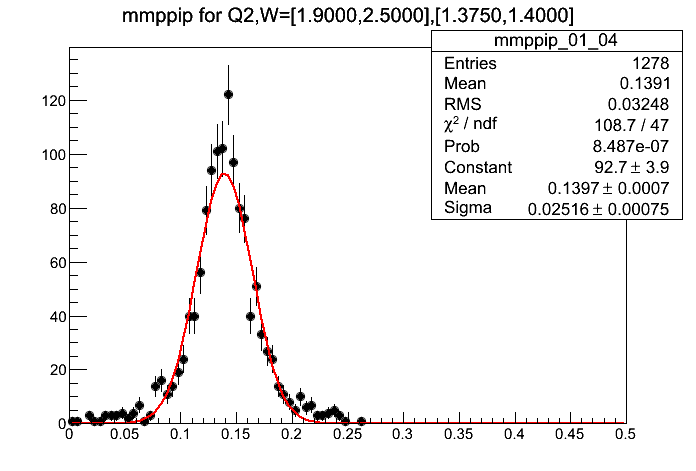 mmppip for Q2,W=[1.9000,2.5000],[1.3750,1.4000]
mmppip_01_04
Entries 1278
Mean 0.1391
RMS 0.03248
χ² / ndf 108.7 / 47
Prob 8.487e-07
Constant 92.7 ± 3.9
Mean 0.1397 ± 0.0007
Sigma 0.02516 ± 0.00075
120
100
80
60
40
20
0
0 0.05 0.1 0.15 0.2 0.25 0.3 0.35 0.4 0.45 0.5